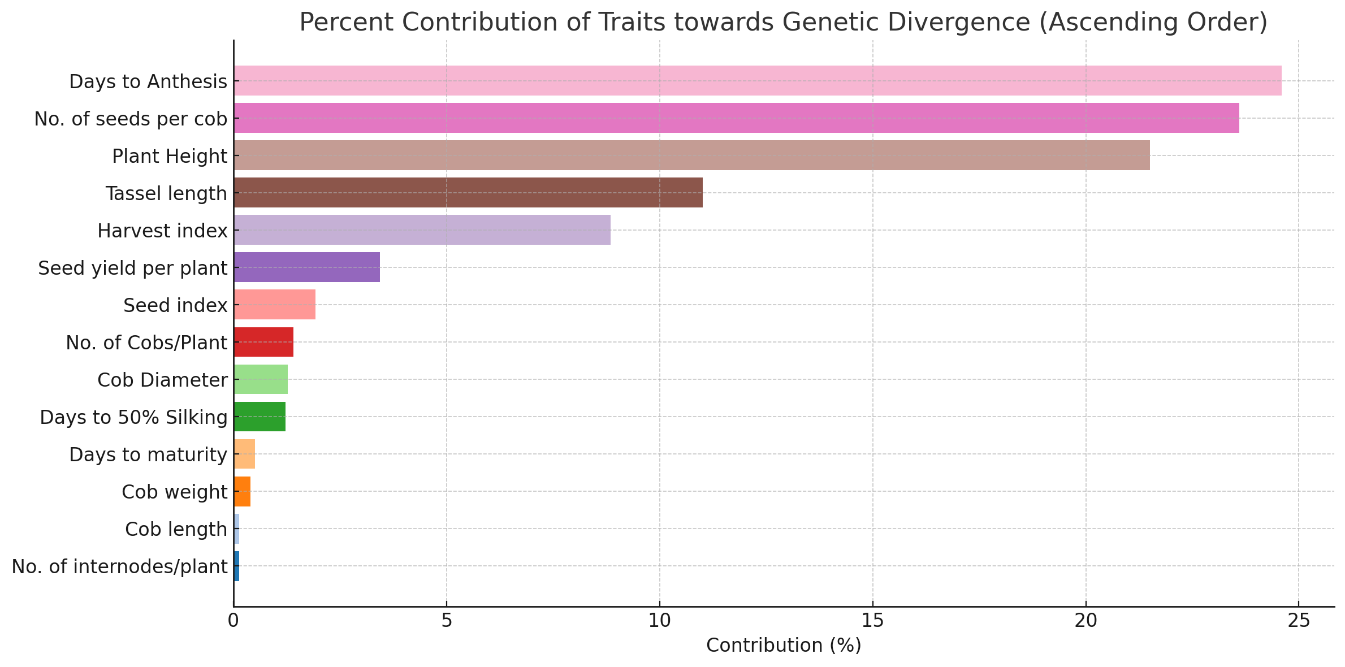 Percent Contribution of Traits towards Genetic Divergence (Ascending Order)
Days to Anthesis
No. of seeds per cob
Plant Height
Tassel length
Harvest index
Seed yield per plant
Seed index
No. of Cobs/Plant
Cob Diameter
Days to 50% Silking
Days to maturity
Cob weight
Cob length
No. of internodes/plant
0 5 10 15 20 25
Contribution (%)